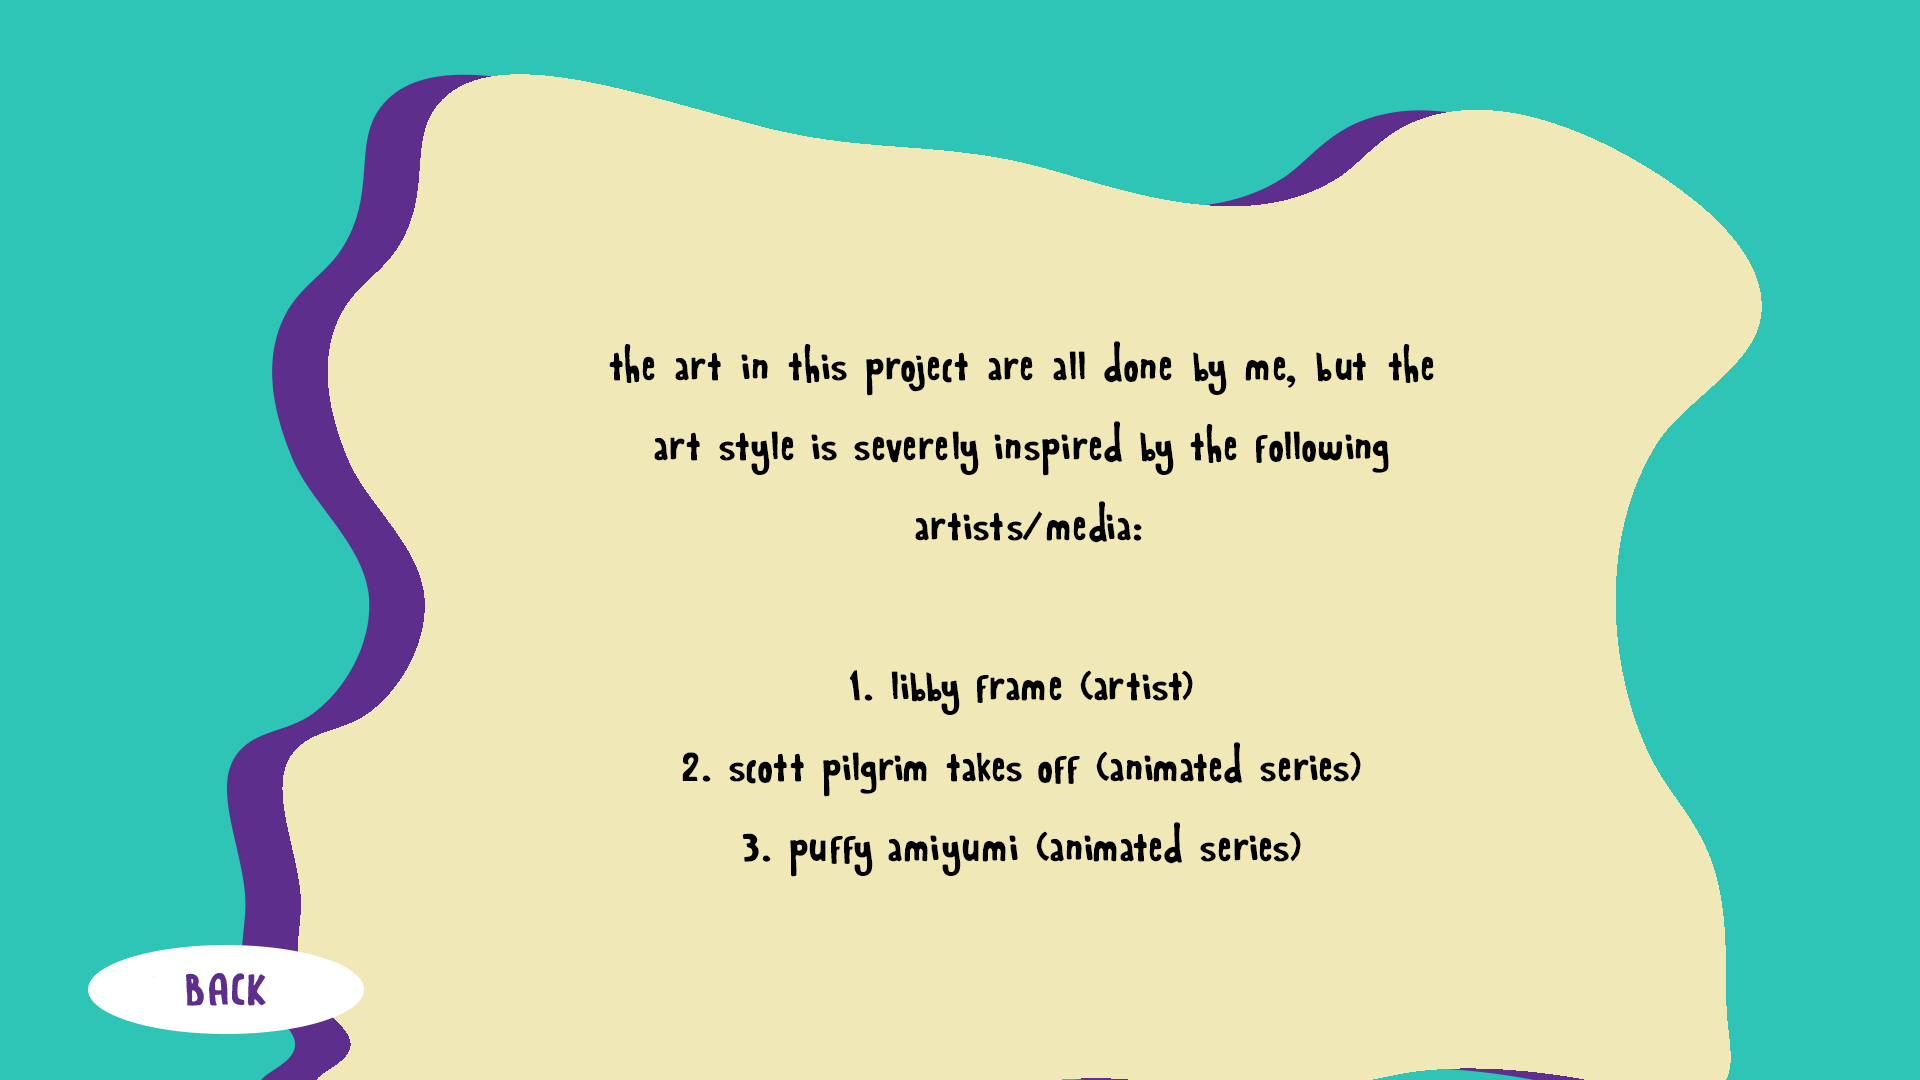 the art in this project are all done by me, but the
art style is severely inspired by the following
artists/media:
1. libby frame (artist)
2. scott pilgrim takes off (animated series)
3. puffy amiyumi (animated series)
BACK